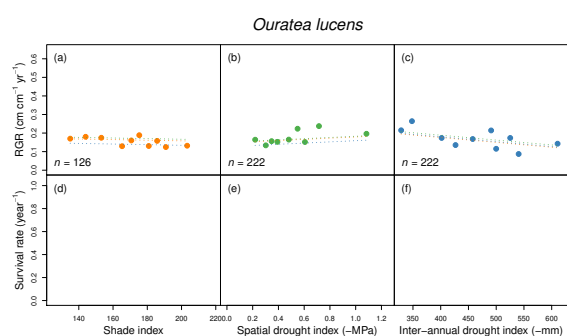 Ouratea lucens
(a)
(b)
(c)
RGR (cm cm⁻¹ yr⁻¹)
0.0 0.1 0.2 0.3 0.4 0.5 0.6
n = 126
n = 222
n = 222
(d)
(e)
(f)
Survival rate (year⁻¹)
0.0 0.2 0.4 0.6 0.8 1.0
140 160 180 200 220
0.0 0.2 0.4 0.6 0.8 1.0 1.2
350 400 450 500 550 600
Shade index
Spatial drought index (−MPa)
Inter−annual drought index (−mm)